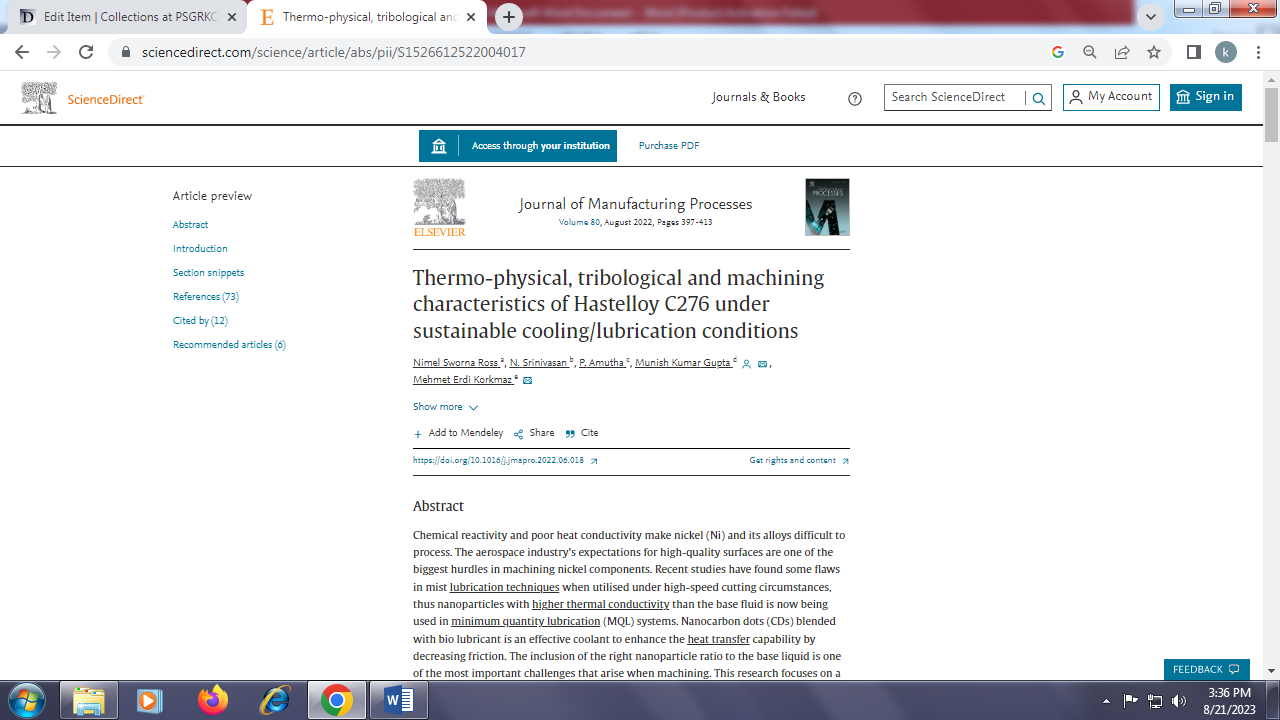 Edit Item | Collections at PSGRKC
Thermo-physical, tribological and
sciencedirect.com/science/article/abs/pii/S1526612522004017
k
ScienceDirect
Journals & Books
Search ScienceDirect
My Account
Sign in
Access through your institution
Purchase PDF
Article preview
Abstract
Introduction
Section snippets
References (73)
Cited by (12)
Recommended articles (6)
ELSEVIER
Journal of Manufacturing Processes
Volume 80, August 2022, Pages 397-413
PROCESSES
Thermo-physical, tribological and machining
characteristics of Hastelloy C276 under
sustainable cooling/lubrication conditions
Nimel Sworna Ross a, N. Srinivasan b, P. Amutha c, Munish Kumar Gupta d ,
Mehmet Erdi Korkmaz e
Show more
+ Add to Mendeley Share Cite
https://doi.org/10.1016/j.jmapro.2022.06.018
Get rights and content
Abstract
Chemical reactivity and poor heat conductivity make nickel (Ni) and its alloys difficult to
process. The aerospace industry's expectations for high-quality surfaces are one of the
biggest hurdles in machining nickel components. Recent studies have found some flaws
in mist lubrication techniques when utilised under high-speed cutting circumstances,
thus nanoparticles with higher thermal conductivity than the base fluid is now being
used in minimum quantity lubrication (MQL) systems. Nanocarbon dots (CDs) blended
with bio lubricant is an effective coolant to enhance the heat transfer capability by
decreasing friction. The inclusion of the right nanoparticle ratio to the base liquid is one
of the most important challenges that arise when machining. This research focuses on a
FEEDBACK
3:36 PM
8/21/2023